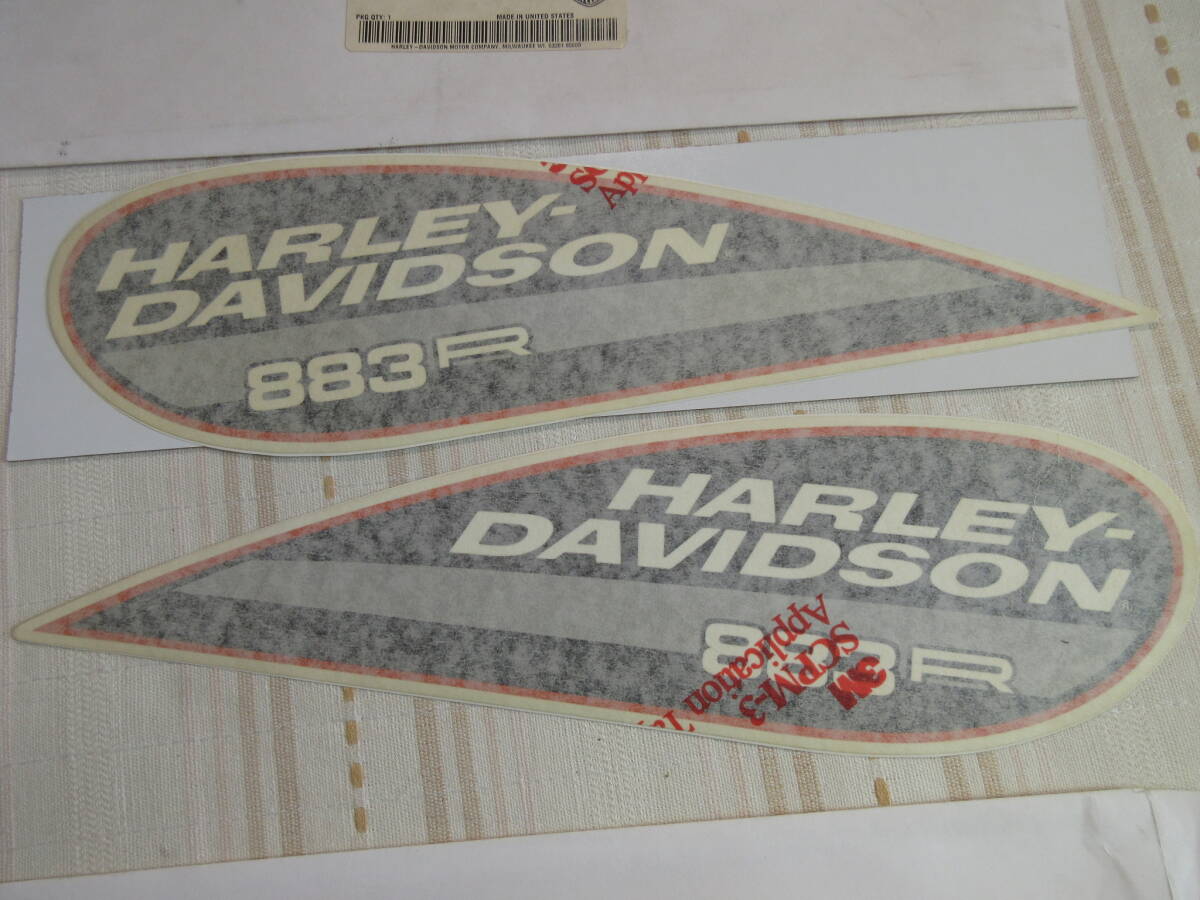 PKG QTY: 1 MADE IN UNITED STATES
HARLEY-DAVIDSON MOTOR COMPANY, MILWAUKEE WI.
HARLEY-
DAVIDSON
883R
HARLEY-
DAVIDSON®
883R
3M
SCPM-3
Application